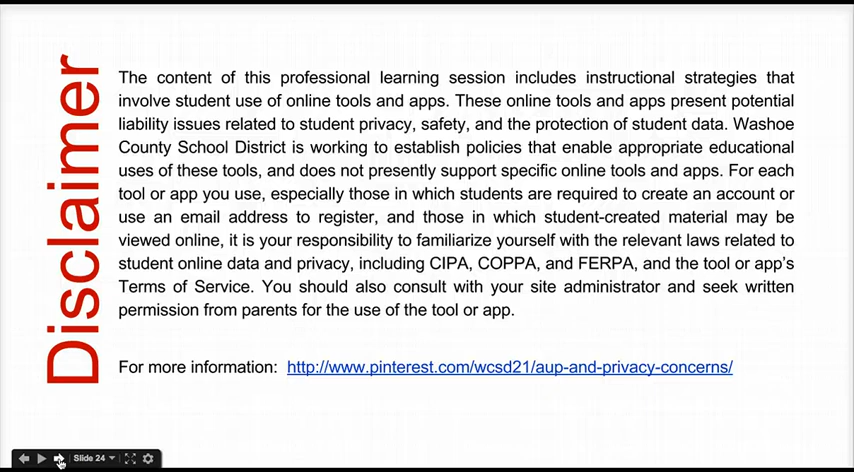 Disclaimer
The content of this professional learning session includes instructional strategies that
involve student use of online tools and apps. These online tools and apps present potential
liability issues related to student privacy, safety, and the protection of student data. Washoe
County School District is working to establish policies that enable appropriate educational
uses of these tools, and does not presently support specific online tools and apps. For each
tool or app you use, especially those in which students are required to create an account or
use an email address to register, and those in which student-created material may be
viewed online, it is your responsibility to familiarize yourself with the relevant laws related to
student online data and privacy, including CIPA, COPPA, and FERPA, and the tool or app's
Terms of Service. You should also consult with your site administrator and seek written
permission from parents for the use of the tool or app.
For more information: http://www.pinterest.com/wcsd21/aup-and-privacy-concerns/
Slide 24